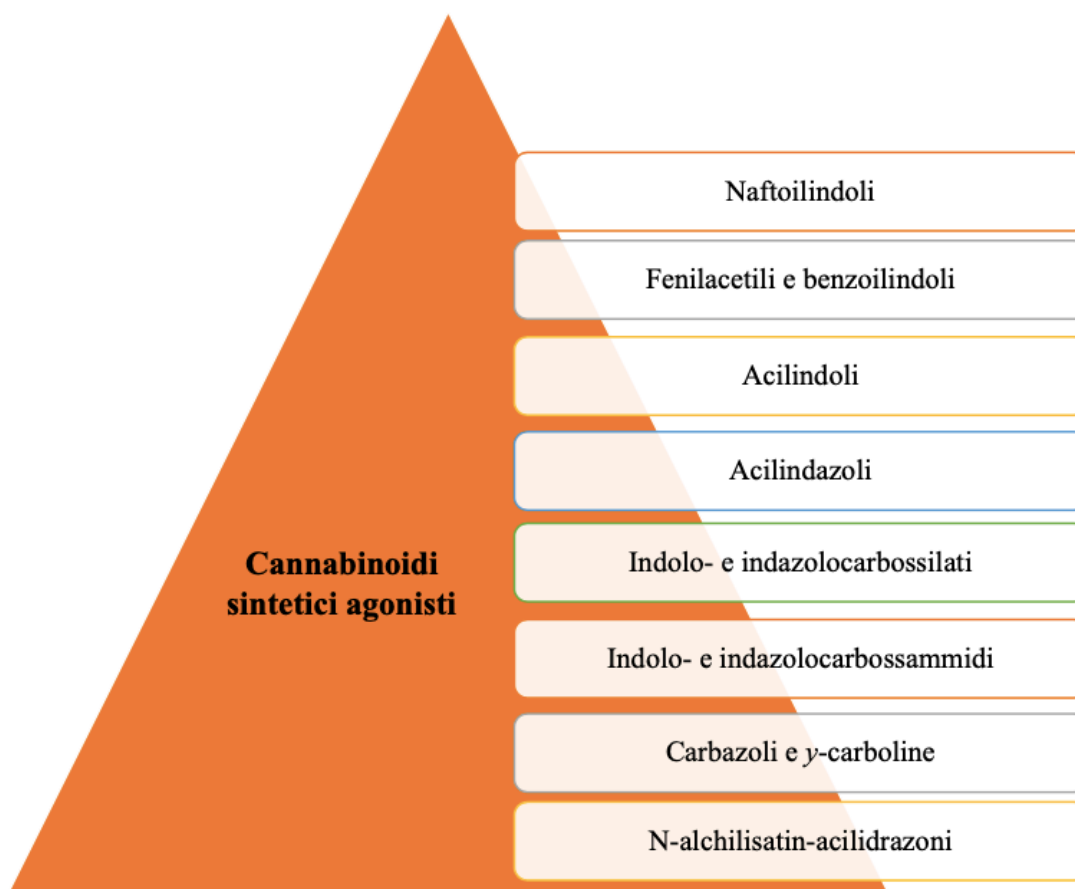 Naftoilindoli
Fenilacetili e benzoilindoli
Acilindoli
Acilindazoli
Cannabinoidi
sintetici agonisti
Indolo- e indazolocarbossilati
Indolo- e indazolocarbossammidi
Carbazoli e y-carboline
N-alchilisatin-acilidrazoni